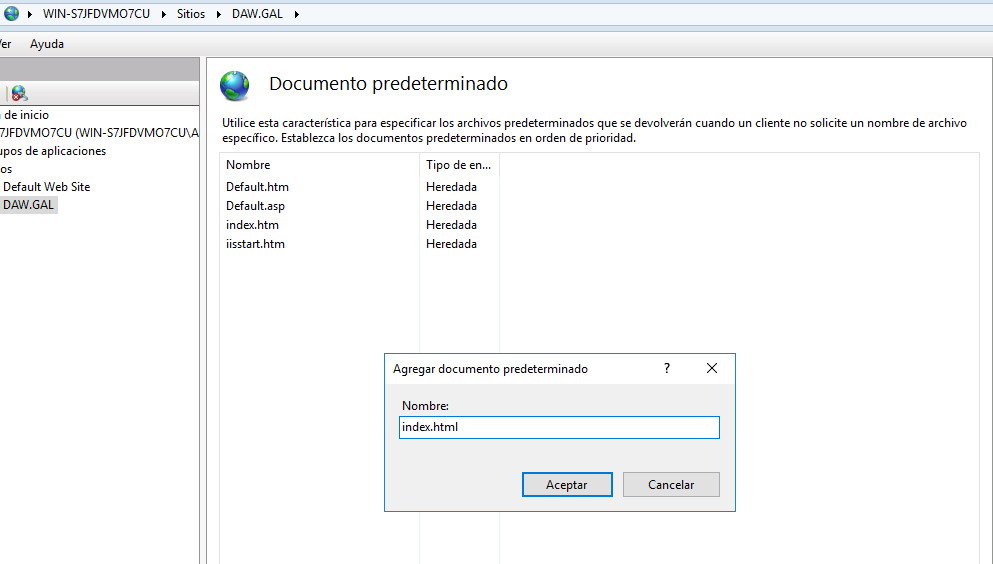 WIN-S7JFDVMO7CU Sitios DAW.GAL
Ver Ayuda
Documento predeterminado
Utilice esta característica para especificar los archivos predeterminados que se devolverán cuando un cliente no solicite un nombre de archivo
específico. Establezca los documentos predeterminados en orden de prioridad.
de inicio
7JFDVMO7CU (WIN-S7JFDVMO7CU\A
upos de aplicaciones
os
Default Web Site
DAW.GAL
Nombre Tipo de en...
Default.htm Heredada
Default.asp Heredada
index.htm Heredada
iisstart.htm Heredada
Agregar documento predeterminado ?
Nombre:
index.html
Aceptar Cancelar